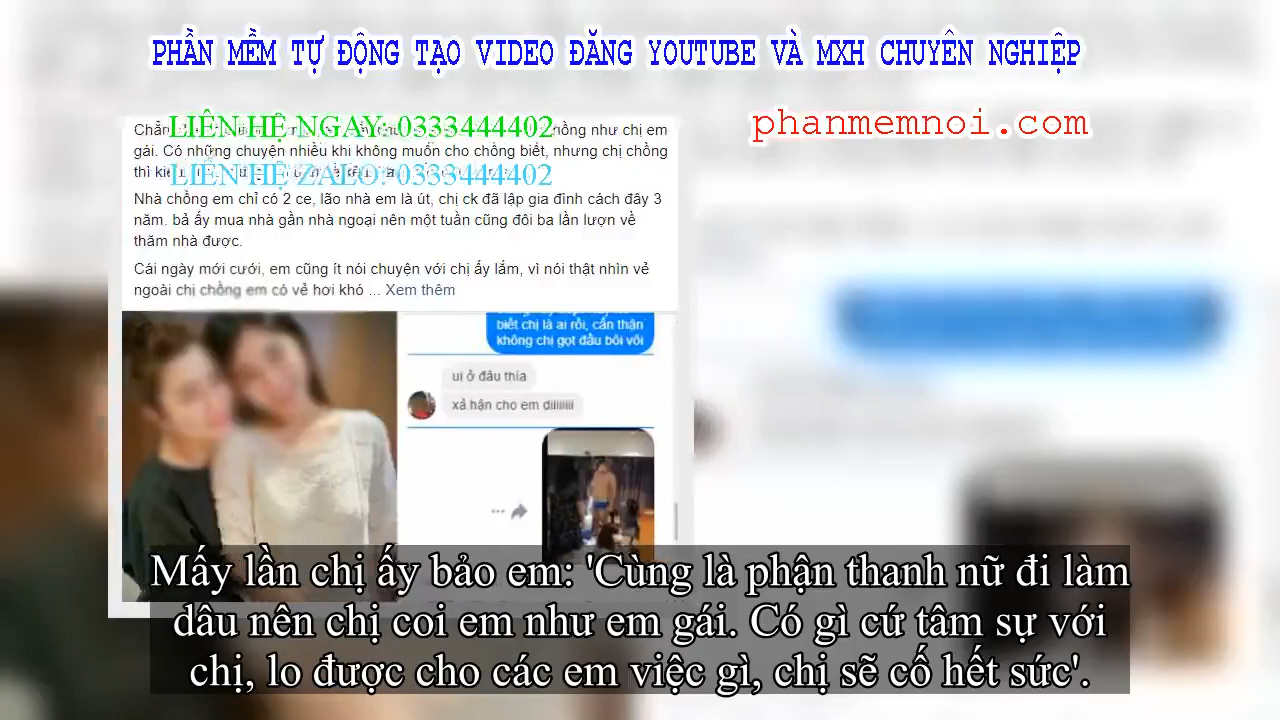 PHẦN MỀM TỰ ĐỘNG TẠO VIDEO ĐĂNG YOUTUBE VÀ MXH CHUYÊN NGHIỆP
LIÊN HỆ NGAY: 0333444402
phanmemnoi.com
Chẳn chồng như chị em
gái. Có những chuyện nhiều khi không muốn cho chồng biết, nhưng chị chồng
LIÊN HỆ ZALO: 0333444402
thì
Nhà chồng em chỉ có 2 ce, lão nhà em là út, chị ck đã lập gia đình cách đây 3
năm. bả ấy mua nhà gần nhà ngoại nên một tuần cũng đôi ba lần lượn về
thăm nhà được.
Cái ngày mới cưới, em cũng ít nói chuyện với chị ấy lắm, vì nói thật nhìn vẻ
ngoài chị chồng em có vẻ hơi khó ... Xem thêm
biết chị là ai rồi, cẩn thận
không chị gọt đầu bôi vôi
ui ở đâu thía
xả hận cho em điiiiiii
Mấy lần chị ấy bảo em: 'Cùng là phận thanh nữ đi làm
dâu nên chị coi em như em gái. Có gì cứ tâm sự với
chị, lo được cho các em việc gì, chị sẽ cố hết sức'.